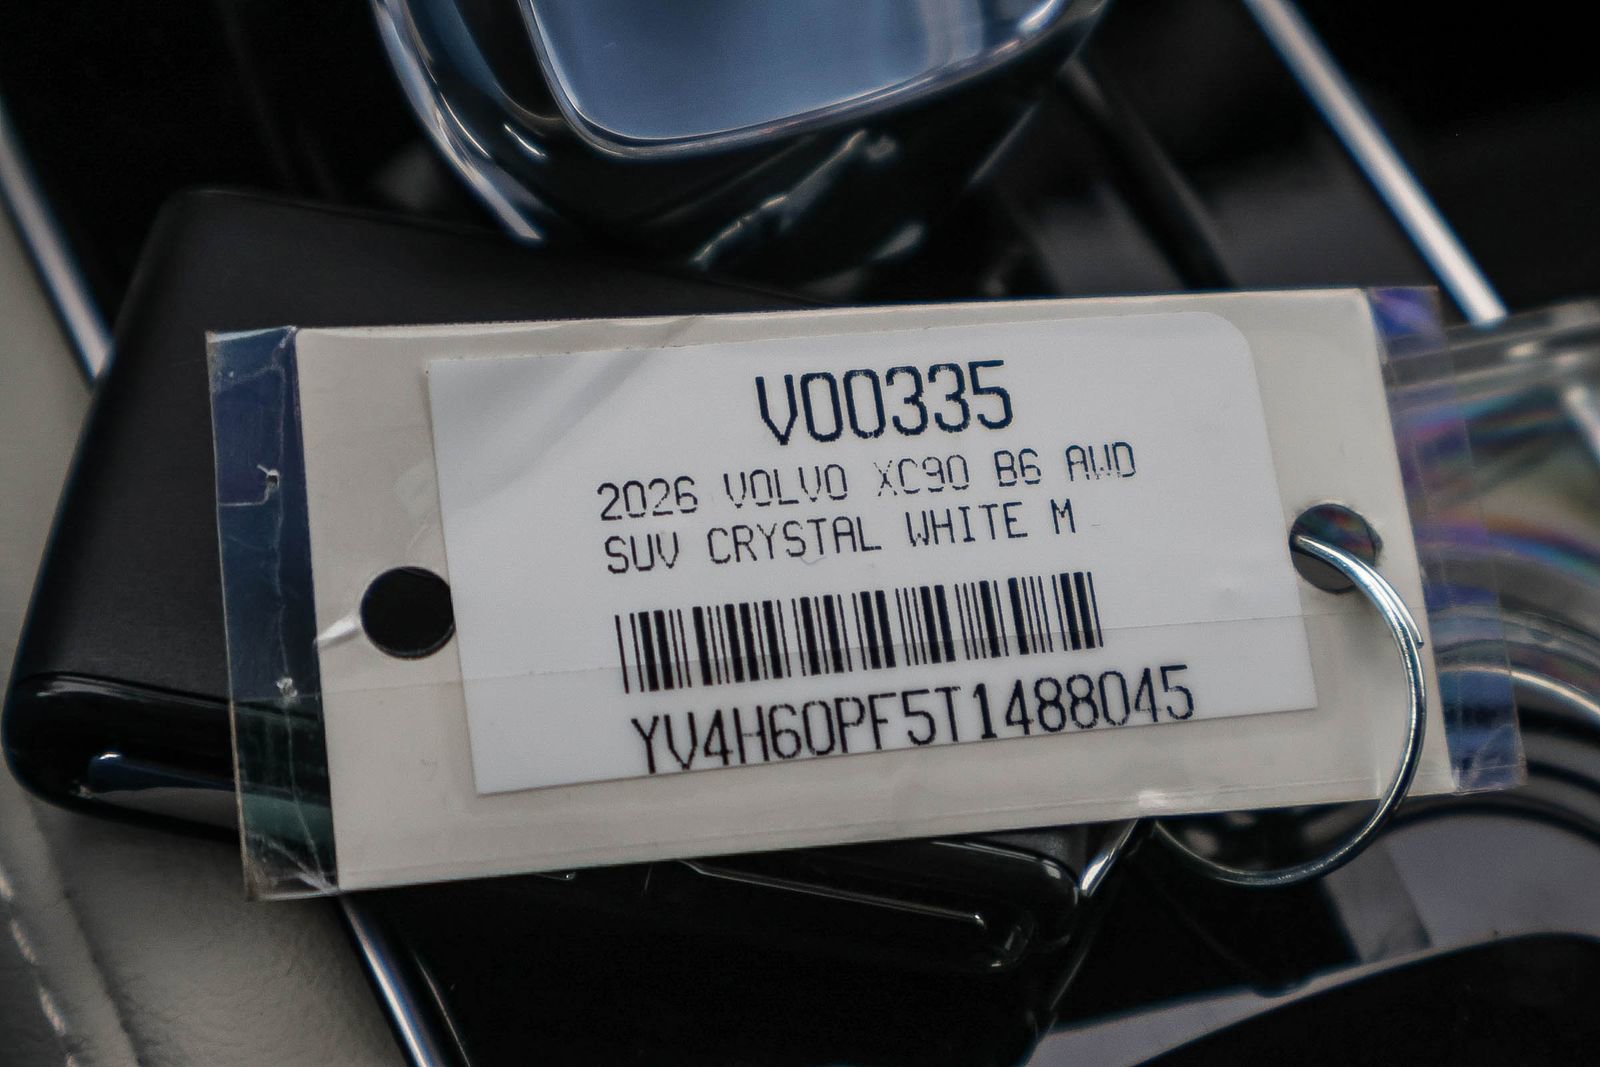 V00335
2026 VOLVO XC90 B6 AWD
SUV CRYSTAL WHITE M
YV4H60PF5T1488045